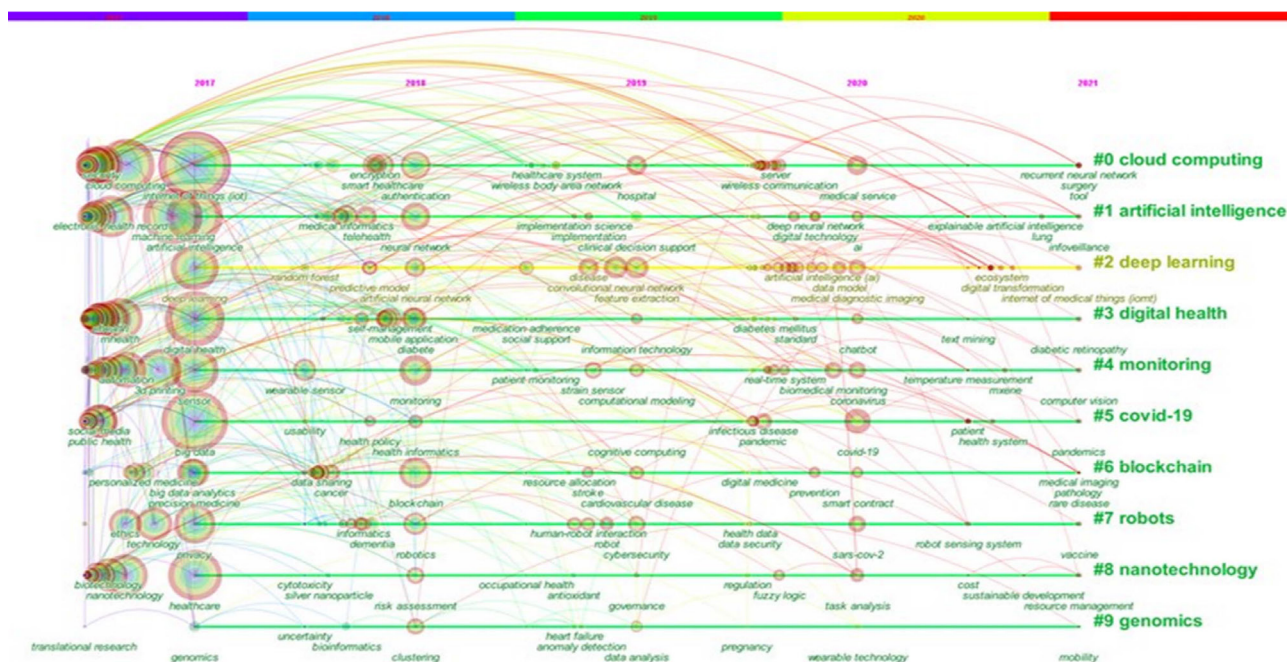 2018 2019 2020
2017 2018 2019 2020 2021
#0 cloud computing
cloud computing encryption healthcare system server recurrent neural network
smart healthcare wireless body area network wireless communication surgery
internet of things (iot) authentication hospital medical service tool
#1 artificial intelligence
electronic health record medical informatics implementation science deep neural network explainable artificial intelligence
machine learning telehealth implementation digital technology lung
artificial intelligence neural network clinical decision support ai infoveillance
#2 deep learning
random forest disease artificial intelligence (ai) ecosystem
predictive model convolutional neural network data model digital transformation
deep learning artificial neural network feature extraction medical diagnostic imaging internet of medical things (iomt)
#3 digital health
self-management medication-adherence diabetes mellitus
mhealth mobile application social support standard text mining
digital health diabete information technology chatbot diabetic retinopathy
#4 monitoring
automation patient monitoring real-time system temperature measurement
3d printing wearable sensor strain sensor biomedical monitoring mxene
sensor monitoring computational modeling coronavirus computer vision
#5 covid-19
social media usability infectious disease patient
public health health policy pandemic health system
big data health informatics cognitive computing covid-19 pandemics
#6 blockchain
personalized medicine data sharing resource allocation digital medicine medical imaging
big data analytics cancer stroke prevention pathology
precision medicine blockchain cardiovascular disease smart contract rare disease
#7 robots
ethics informatics human-robot interaction health data
technology dementia robot data security robot sensing system
privacy robotics cybersecurity sars-cov-2 vaccine
#8 nanotechnology
biotechnology cytotoxicity occupational health regulation cost
nanotechnology silver nanoparticle antioxidant fuzzy logic sustainable development
healthcare risk assessment governance task analysis resource management
#9 genomics
uncertainty heart failure
translational research bioinformatics anomaly detection pregnancy
genomics clustering data analysis wearable technology mobility